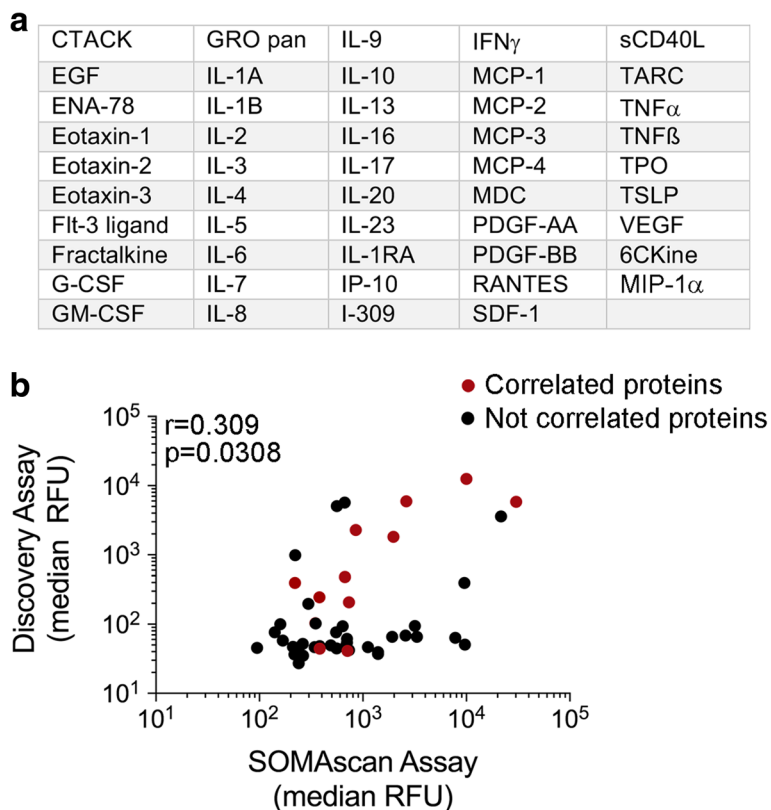 a
CTACK GRO pan IL-9 IFNγ sCD40L
EGF IL-1A IL-10 MCP-1 TARC
ENA-78 IL-1B IL-13 MCP-2 TNFα
Eotaxin-1 IL-2 IL-16 MCP-3 TNFß
Eotaxin-2 IL-3 IL-17 MCP-4 TPO
Eotaxin-3 IL-4 IL-20 MDC TSLP
Flt-3 ligand IL-5 IL-23 PDGF-AA VEGF
Fractalkine IL-6 IL-1RA PDGF-BB 6CKine
G-CSF IL-7 IP-10 RANTES MIP-1α
GM-CSF IL-8 I-309 SDF-1
b
Correlated proteins
Not correlated proteins
r=0.309
p=0.0308
Discovery Assay
(median RFU)
10^5
10^4
10^3
10^2
10^1
10^1 10^2 10^3 10^4 10^5
SOMAscan Assay
(median RFU)